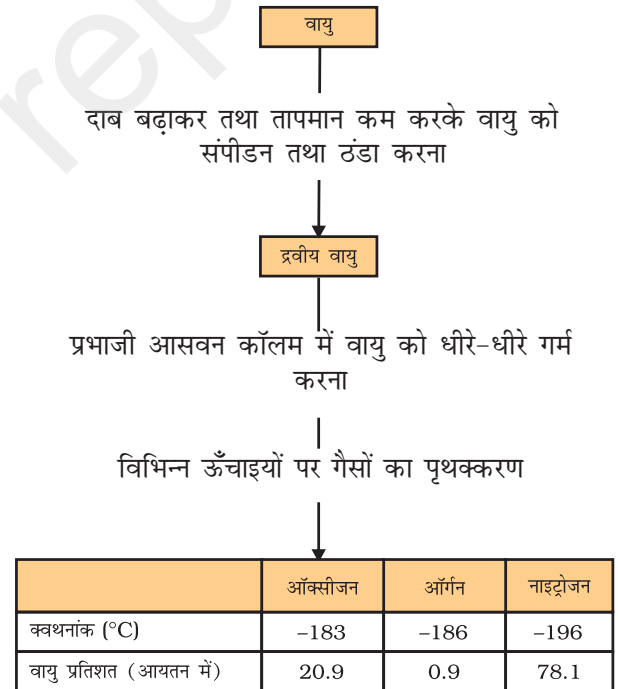 वायु
दाब बढ़ाकर तथा तापमान कम करके वायु को
संपीडन तथा ठंडा करना
द्रवीय वायु
प्रभाजी आसवन कॉलम में वायु को धीरे-धीरे गर्म
करना
विभिन्न ऊँचाइयों पर गैसों का पृथक्करण
ऑक्सीजन ऑर्गन नाइट्रोजन
क्वथनांक (°C) –183 –186 –196
वायु प्रतिशत (आयतन में) 20.9 0.9 78.1